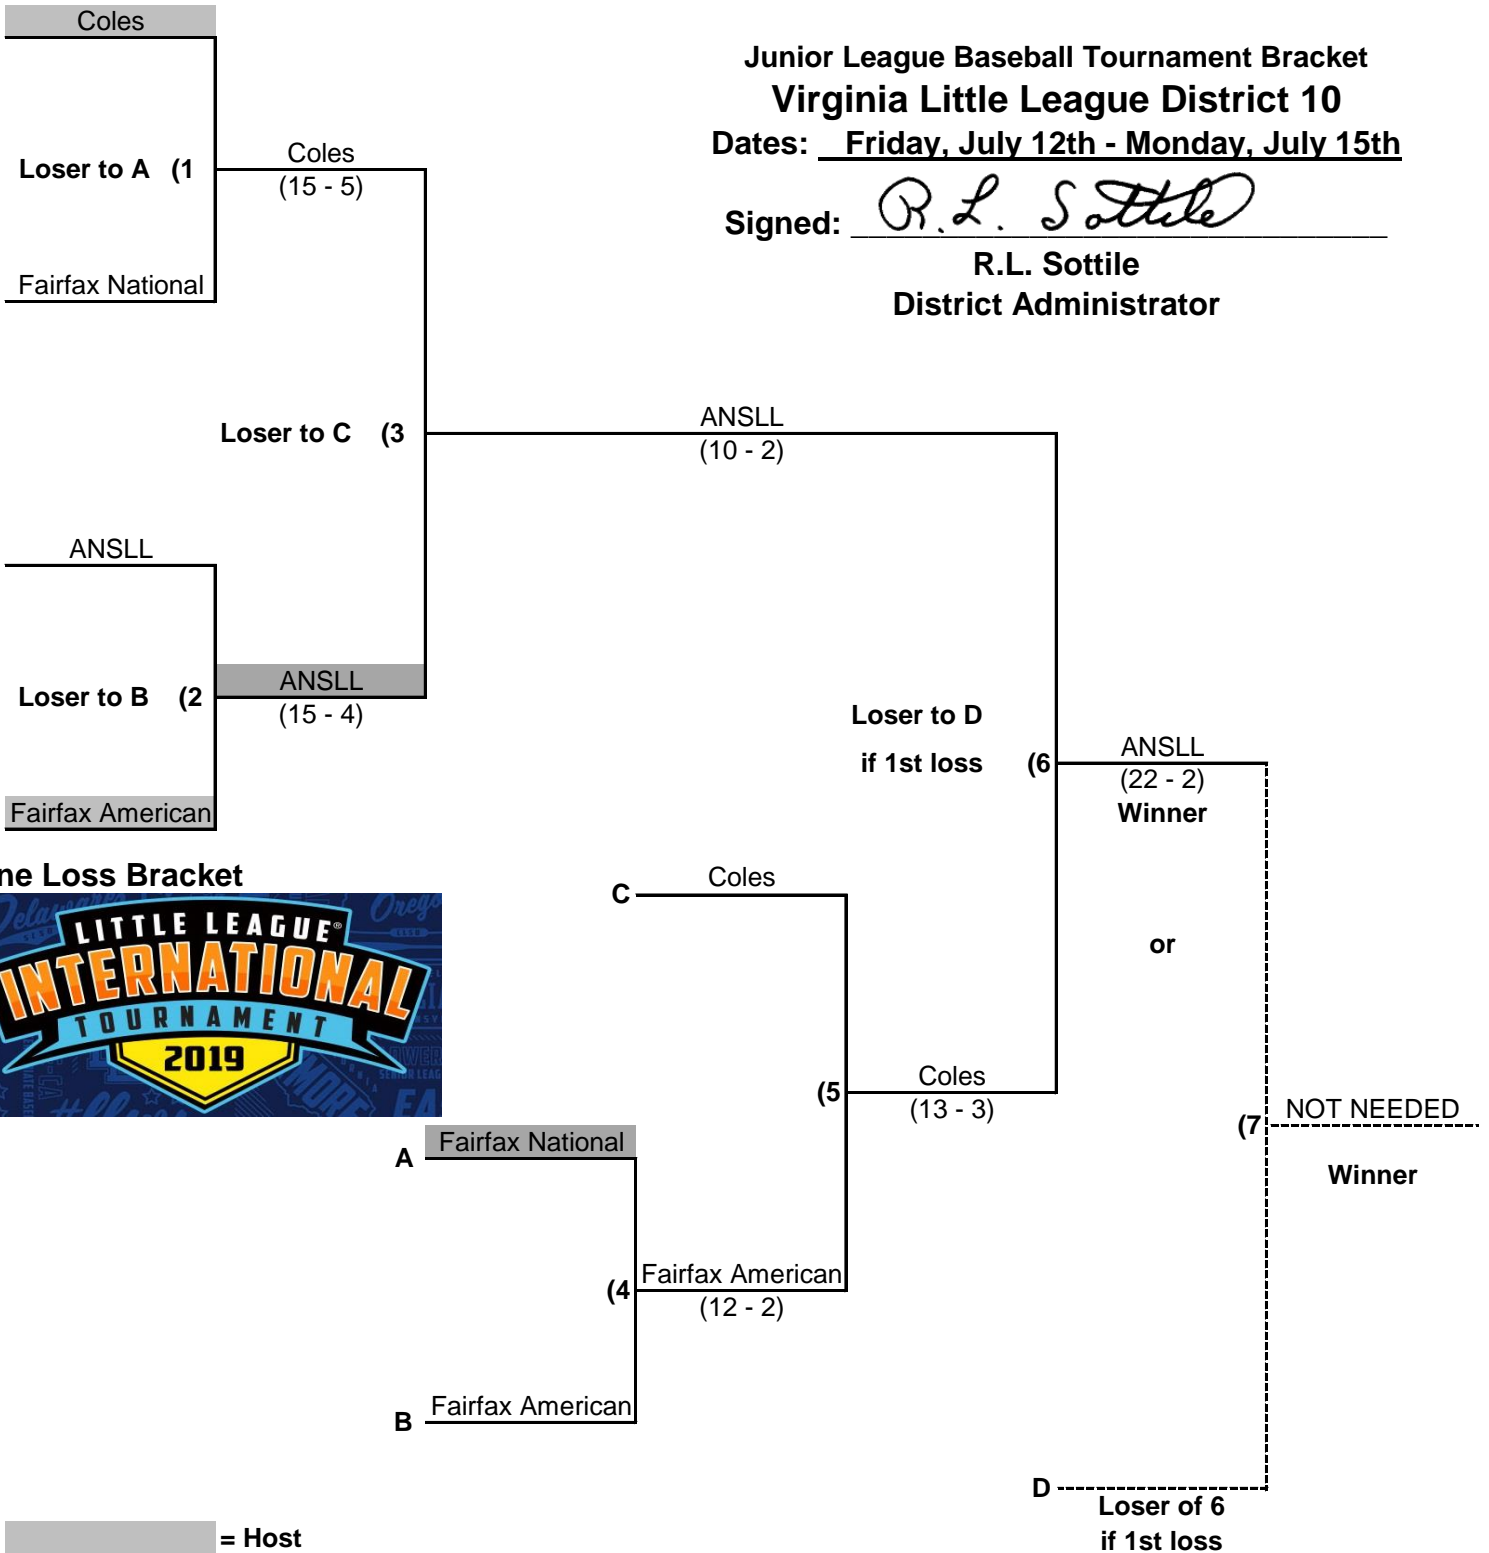 Coles
Junior League Baseball Tournament Bracket
Virginia Little League District 10
Dates: Friday, July 12th - Monday, July 15th
Loser to A (1
Coles
(15 - 5)
Signed: R.L. Sottile
R.L. Sottile
District Administrator
Fairfax National
Loser to C (3
ANSLL
(10 - 2)
ANSLL
Loser to B (2
ANSLL
(15 - 4)
Loser to D
if 1st loss (6
ANSLL
(22 - 2)
Winner
Fairfax American
ne Loss Bracket
C Coles
or
LITTLE LEAGUE®
INTERNATIONAL
TOURNAMENT
2019
(5
Coles
(13 - 3)
(7
NOT NEEDED
Winner
A Fairfax National
(4
Fairfax American
(12 - 2)
B Fairfax American
D
Loser of 6
if 1st loss
= Host